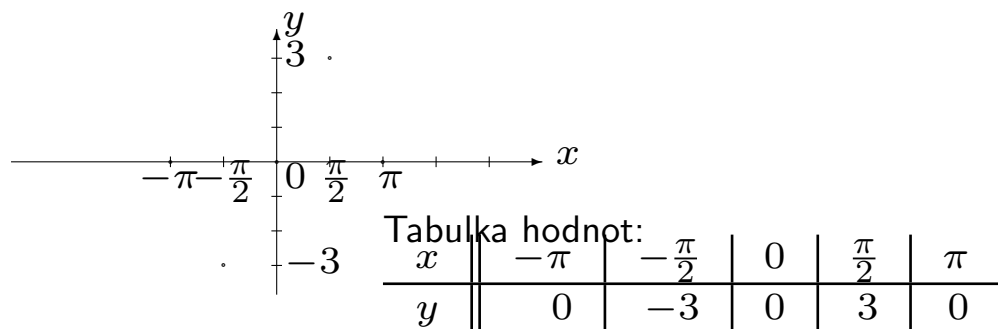 y
3
x
−π −π/2 0 π/2 π
−3
Tabulka hodnot:
x −π −π/2 0 π/2 π
y 0 −3 0 3 0